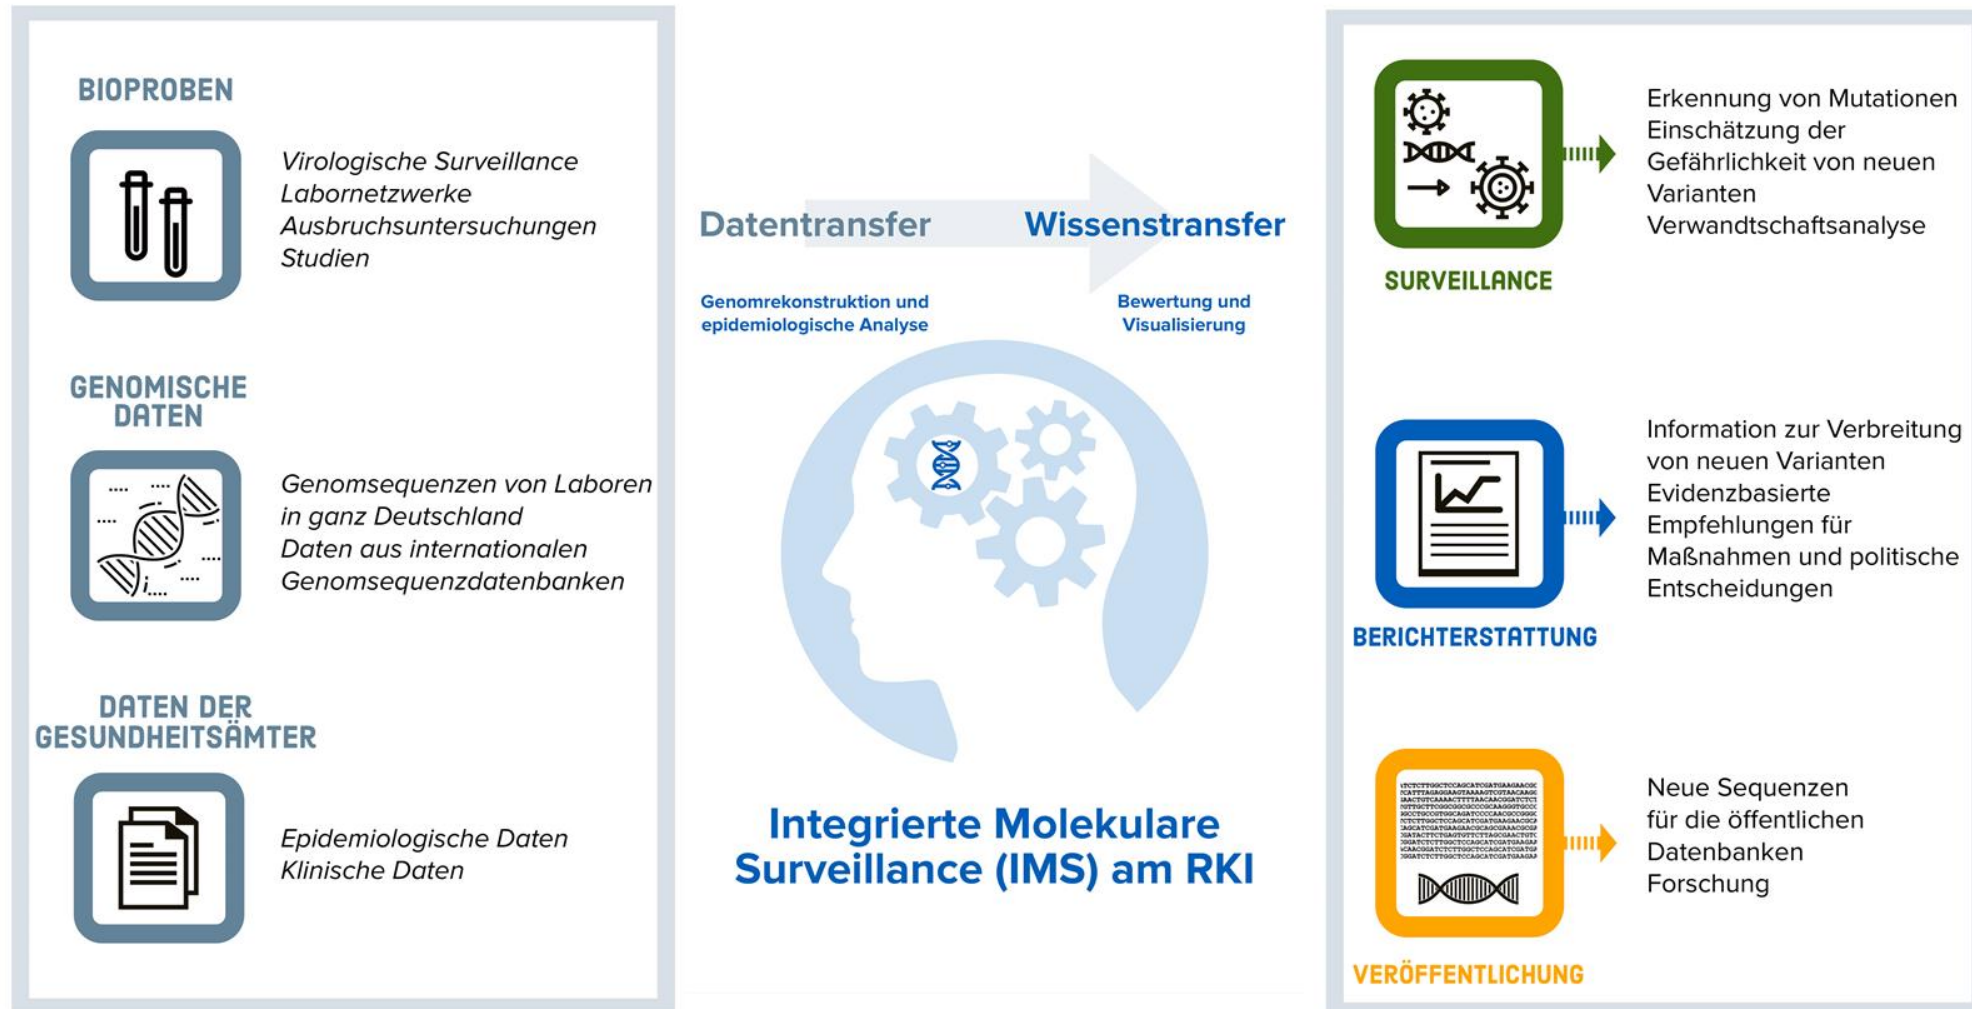 BIOPROBEN
Virologische Surveillance
Labornetzwerke
Ausbruchsuntersuchungen
Studien
GENOMISCHE
DATEN
Genomsequenzen von Laboren
in ganz Deutschland
Daten aus internationalen
Genomsequenzdatenbanken
DATEN DER
GESUNDHEITSÄMTER
Epidemiologische Daten
Klinische Daten
Datentransfer
Wissenstransfer
Genomrekonstruktion und
epidemiologische Analyse
Bewertung und
Visualisierung
Integrierte Molekulare
Surveillance (IMS) am RKI
Erkennung von Mutationen
Einschätzung der
Gefährlichkeit von neuen
Varianten
Verwandtschaftsanalyse
SURVEILLANCE
Information zur Verbreitung
von neuen Varianten
Evidenzbasierte
Empfehlungen für
Maßnahmen und politische
Entscheidungen
BERICHTERSTATTUNG
Neue Sequenzen
für die öffentlichen
Datenbanken
Forschung
VERÖFFENTLICHUNG